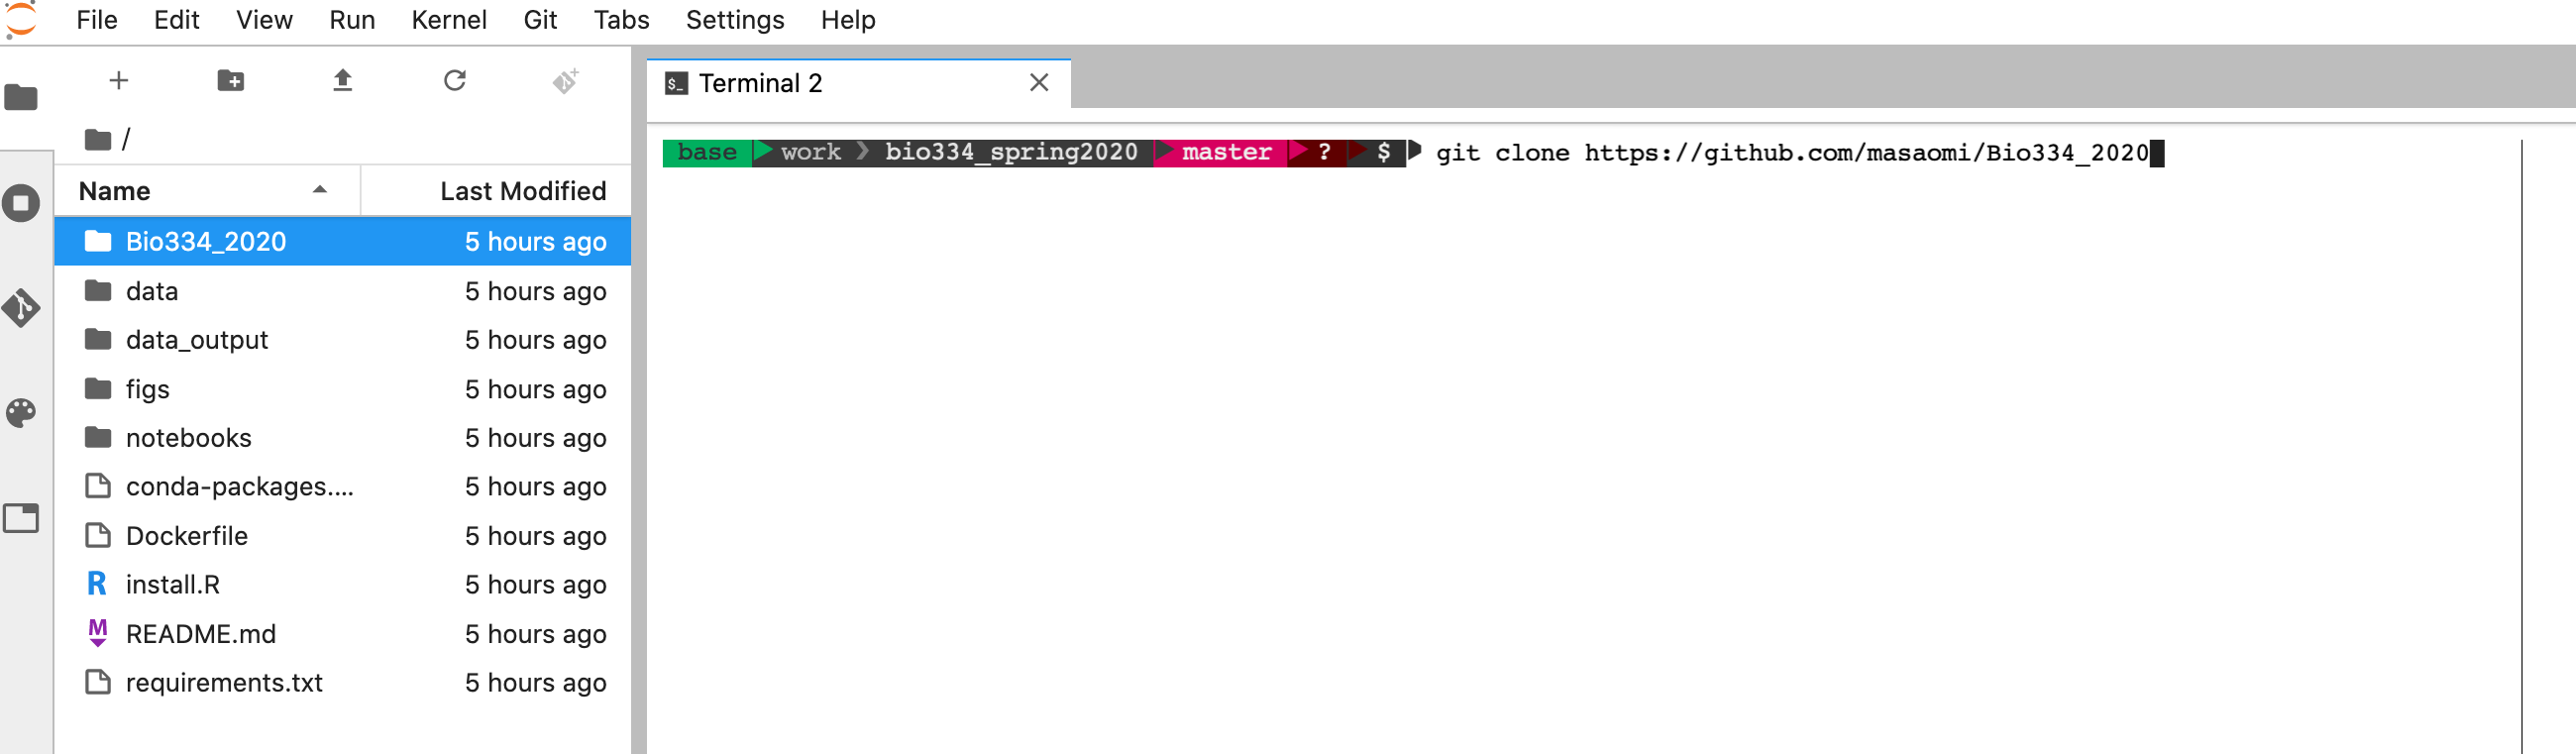 File Edit View Run Kernel Git Tabs Settings Help
Terminal 2
/
base work bio334_spring2020 master ? $ git clone https://github.com/masaomi/Bio334_2020
Name Last Modified
Bio334_2020 5 hours ago
data 5 hours ago
data_output 5 hours ago
figs 5 hours ago
notebooks 5 hours ago
conda-packages.... 5 hours ago
Dockerfile 5 hours ago
install.R 5 hours ago
README.md 5 hours ago
requirements.txt 5 hours ago